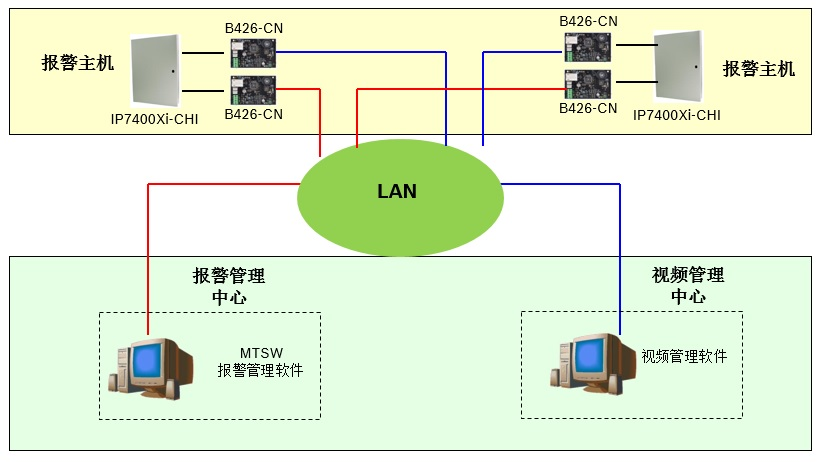 B426-CN
报警主机
IP7400Xi-CHI
B426-CN
B426-CN
报警主机
B426-CN
IP7400Xi-CHI
LAN
报警管理
中心
MTSW
报警管理软件
视频管理
中心
视频管理软件